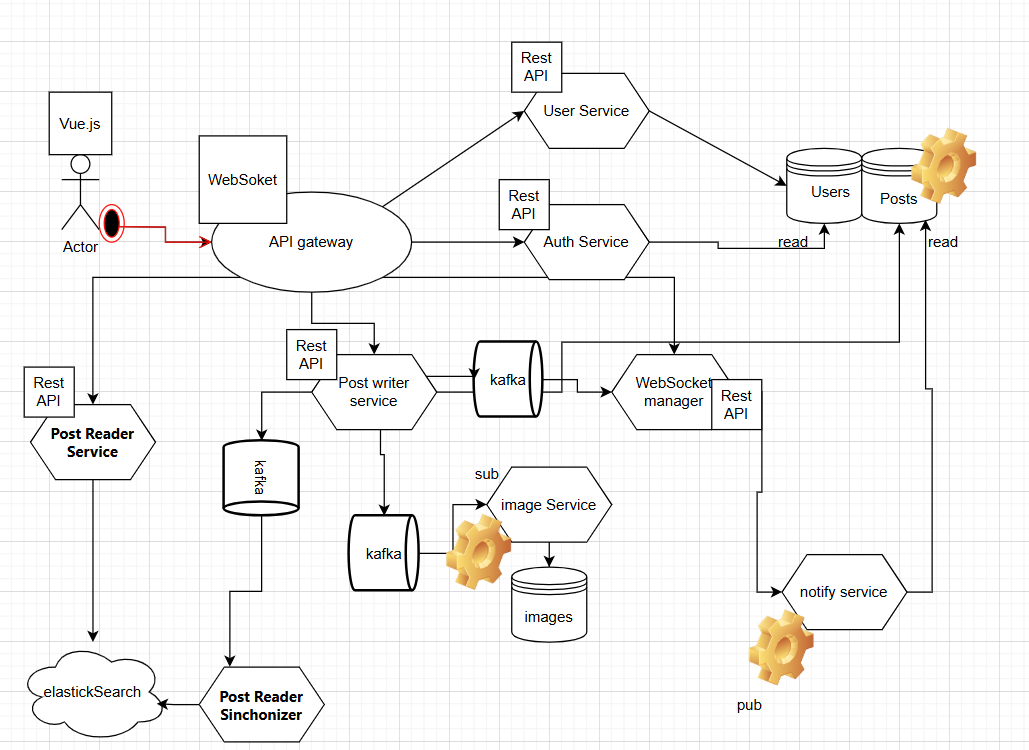 Rest
API
User Service
Vue.js
WebSoket
Users
Posts
Rest
API
Actor
API gateway
Auth Service
read
read
Rest
API
Post writer
service
kafka
WebSocket
manager
Rest
API
Rest
API
Post Reader
Service
kafka
sub
image Service
kafka
notify service
images
elastickSearch
Post Reader
Sinchonizer
pub